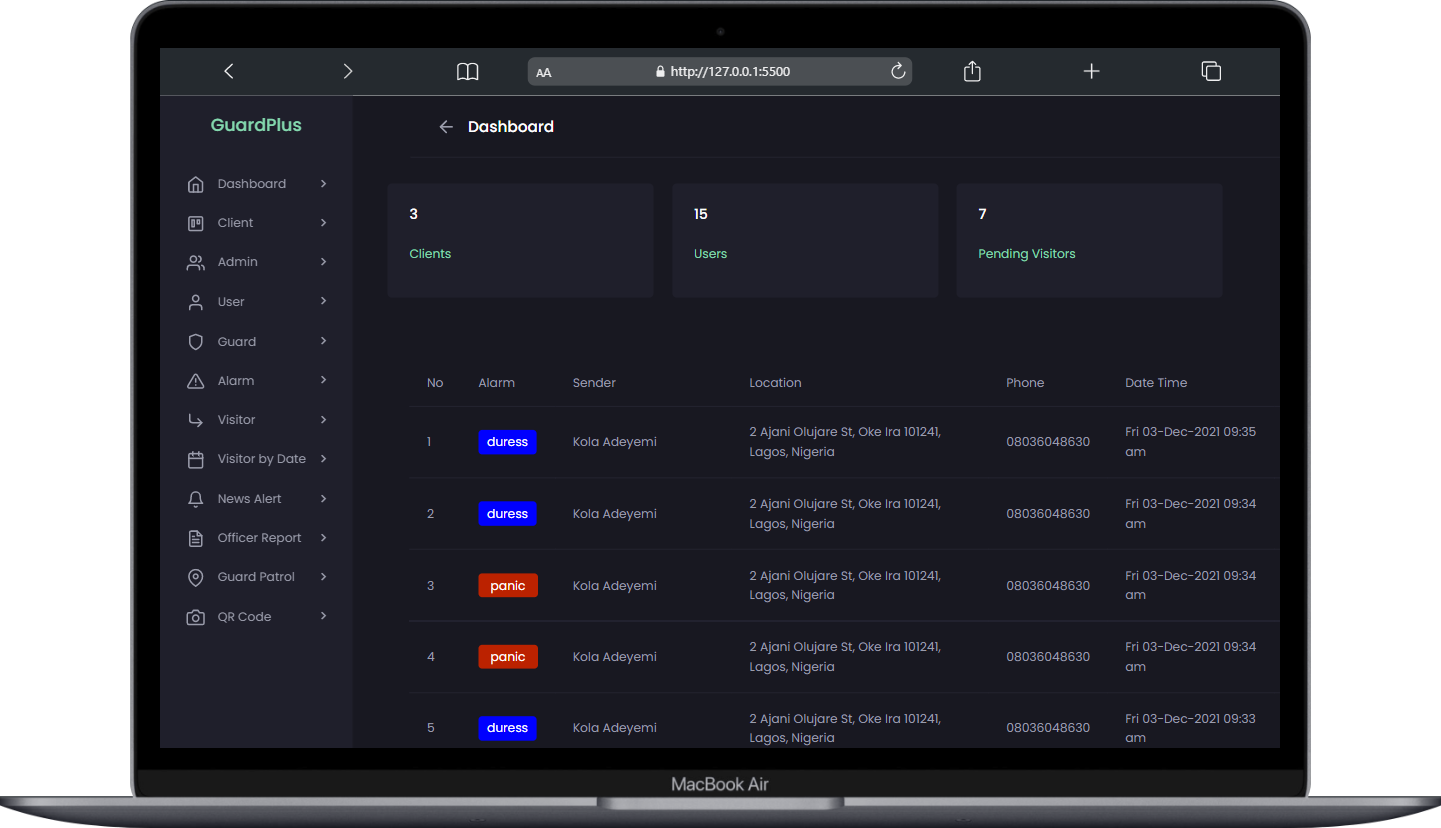 AA
http://127.0.0.1:5500
GuardPlus
Dashboard
Client
Admin
User
Guard
Alarm
Visitor
Visitor by Date
News Alert
Officer Report
Guard Patrol
QR Code
Dashboard
3
Clients
15
Users
7
Pending Visitors
No Alarm Sender Location Phone Date Time
1 duress Kola Adeyemi 2 Ajani Olujare St, Oke Ira 101241, 08036048630 Fri 03-Dec-2021 09:35
Lagos, Nigeria am
2 duress Kola Adeyemi 2 Ajani Olujare St, Oke Ira 101241, 08036048630 Fri 03-Dec-2021 09:34
Lagos, Nigeria am
3 panic Kola Adeyemi 2 Ajani Olujare St, Oke Ira 101241, 08036048630 Fri 03-Dec-2021 09:34
Lagos, Nigeria am
4 panic Kola Adeyemi 2 Ajani Olujare St, Oke Ira 101241, 08036048630 Fri 03-Dec-2021 09:34
Lagos, Nigeria am
5 duress Kola Adeyemi 2 Ajani Olujare St, Oke Ira 101241, 08036048630 Fri 03-Dec-2021 09:33
Lagos, Nigeria am
MacBook Air